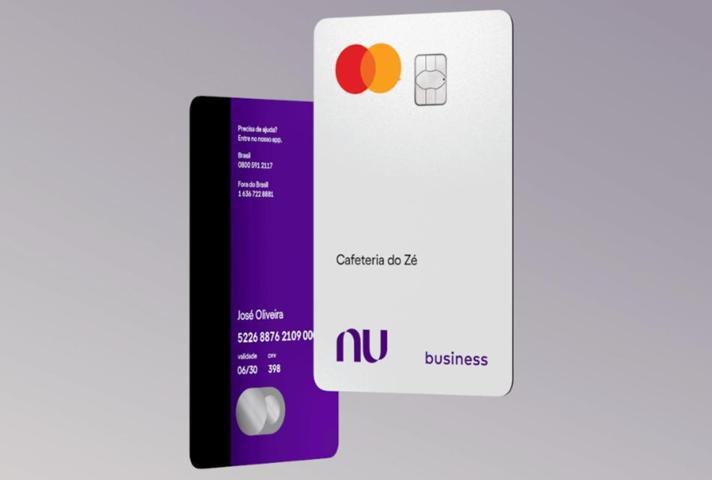 Precisa de ajuda?
Entre no nosso app.
Brasil
0800 591 2117
Fora do Brasil
1 636 722 8881
José Oliveira
5226 8876 2109
validade cvv
06/30 398
Cafeteria do Zé
nu
business